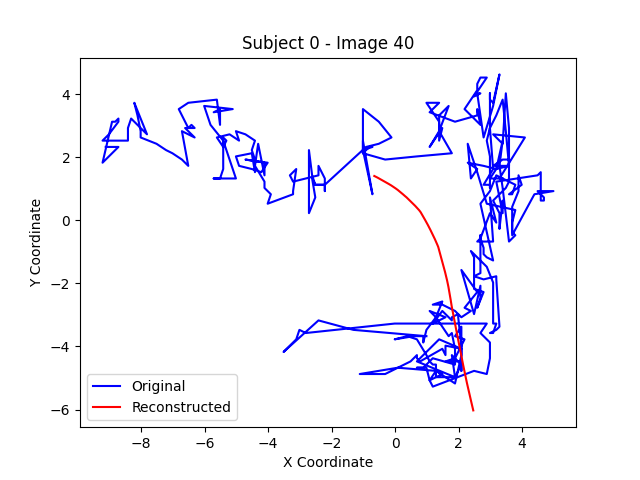 Subject 0 - Image 40
Y Coordinate
4
2
0
−2
−4
−6
Original
Reconstructed
−8 −6 −4 −2 0 2 4
X Coordinate